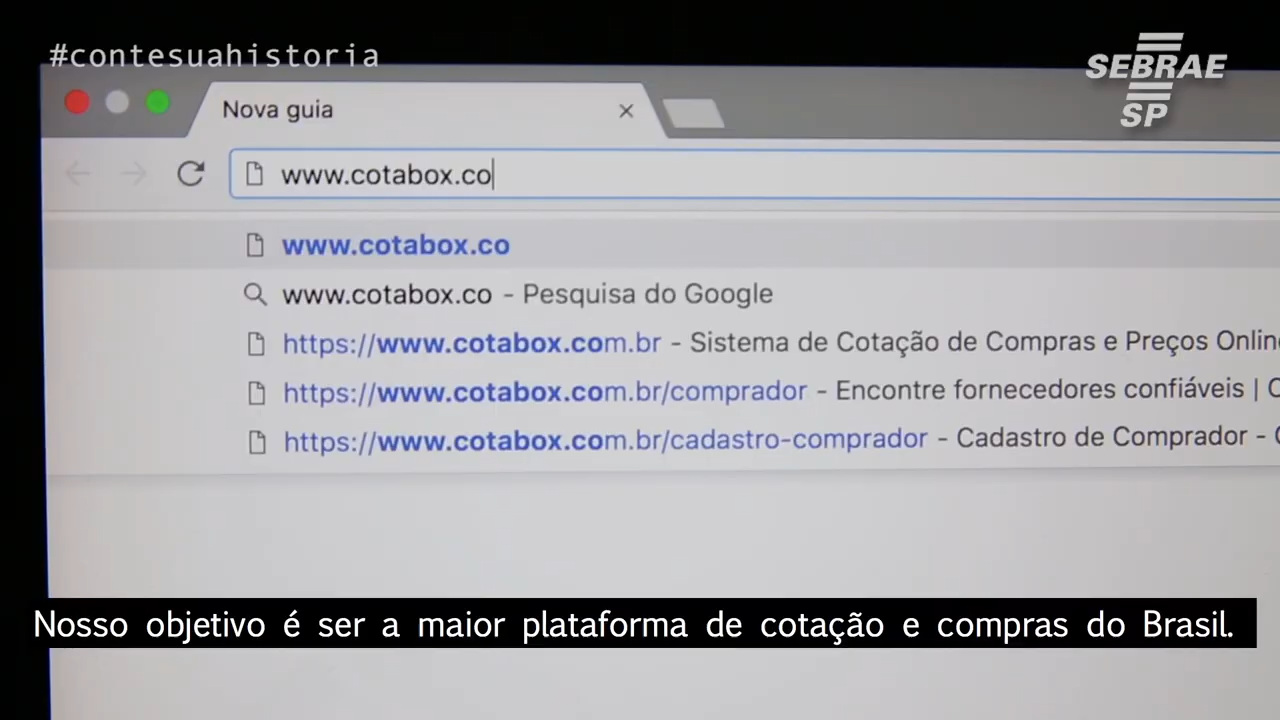 #contesuahistoria
SEBRAE
SP
Nova guia
www.cotabox.co
www.cotabox.co
www.cotabox.co - Pesquisa do Google
https://www.cotabox.com.br - Sistema de Cotação de Compras e Preços Onlin
https://www.cotabox.com.br/comprador - Encontre fornecedores confiáveis | C
https://www.cotabox.com.br/cadastro-comprador - Cadastro de Comprador - C
Nosso objetivo é ser a maior plataforma de cotação e compras do Brasil.